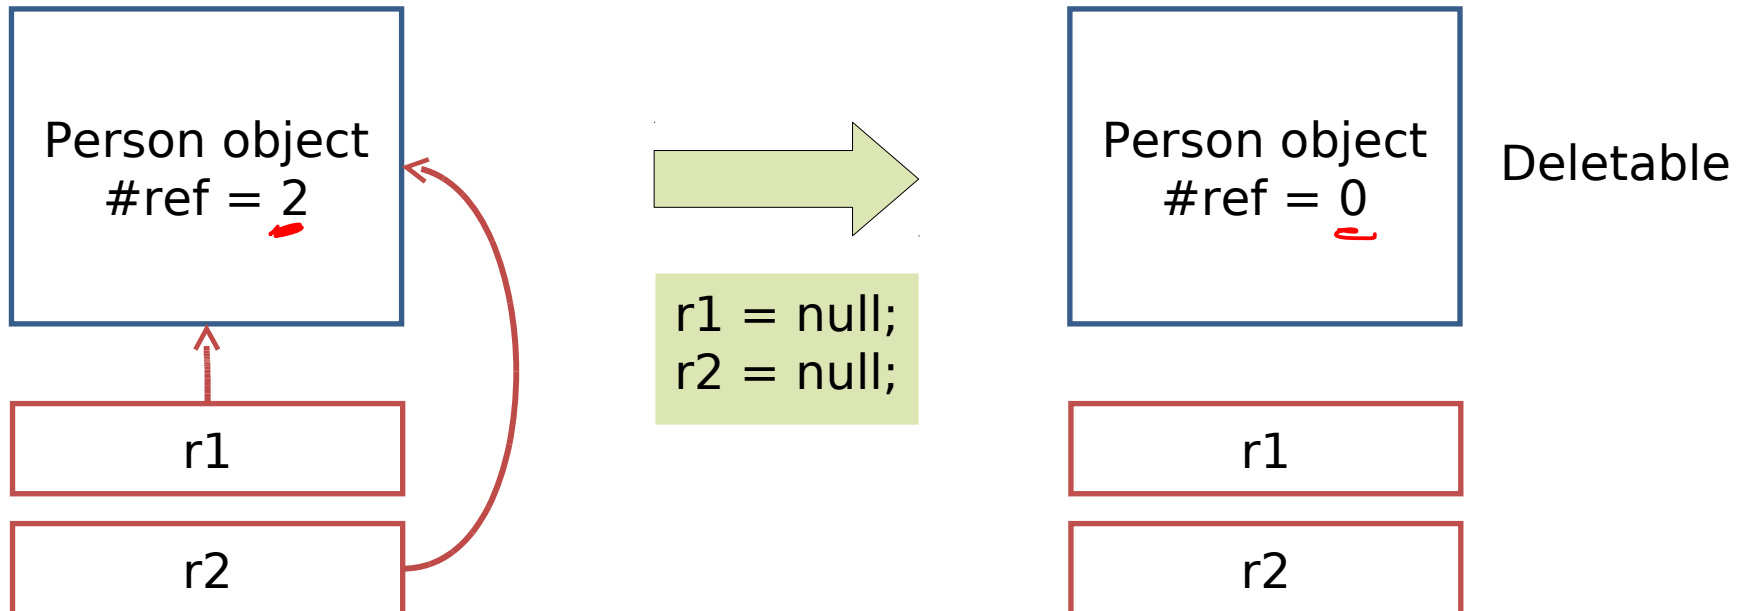 Person object
#ref = 2
r1
r2
r1 = null;
r2 = null;
Person object
#ref = 0
Deletable
r1
r2